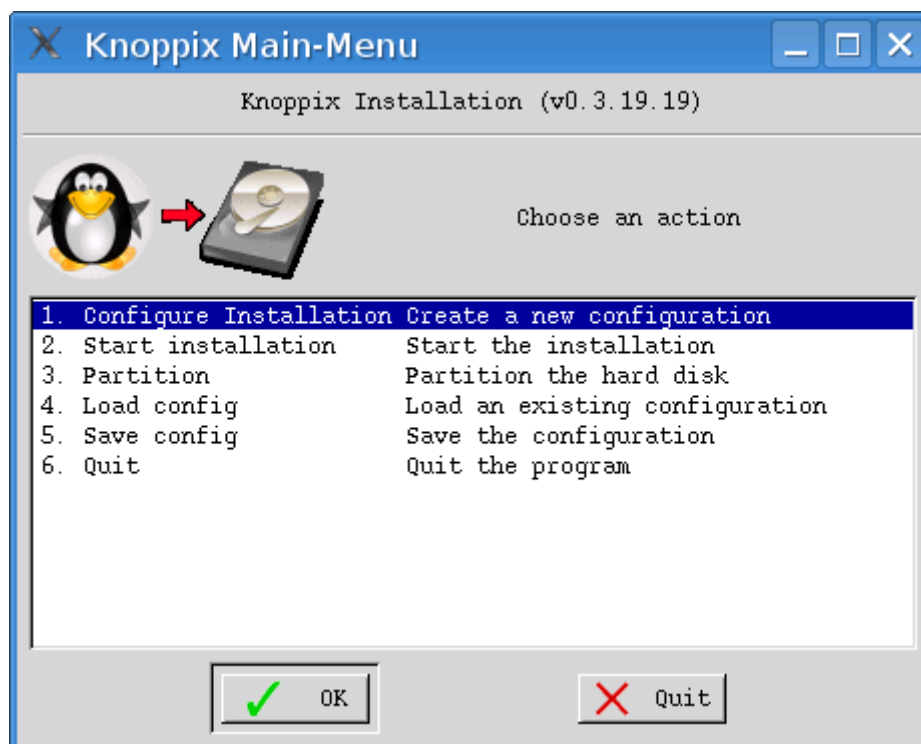 Knoppix Main-Menu
Knoppix Installation (v0.3.19.19)
Choose an action
1. Configure Installation Create a new configuration
2. Start installation Start the installation
3. Partition Partition the hard disk
4. Load config Load an existing configuration
5. Save config Save the configuration
6. Quit Quit the program
OK
Quit